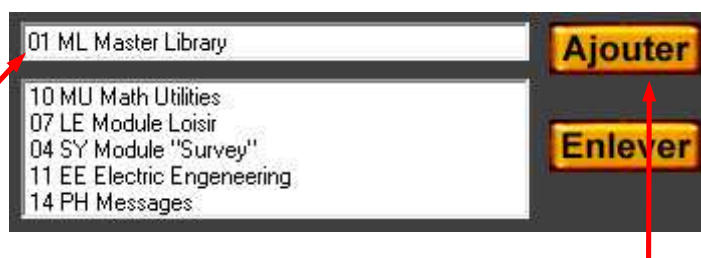 01 ML Master Library
Ajouter
10 MU Math Utilities
07 LE Module Loisir
04 SY Module "Survey"
11 EE Electric Engeneering
14 PH Messages
Enlever